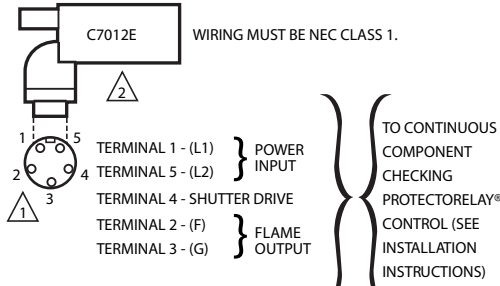 C7012E
WIRING MUST BE NEC CLASS 1.
2
1 5
2 4
3
1
TERMINAL 1 - (L1)
TERMINAL 5 - (L2)
POWER
INPUT
TERMINAL 4 - SHUTTER DRIVE
TERMINAL 2 - (F)
TERMINAL 3 - (G)
FLAME
OUTPUT
TO CONTINUOUS
COMPONENT
CHECKING
PROTECTORELAY®
CONTROL (SEE
INSTALLATION
INSTRUCTIONS)